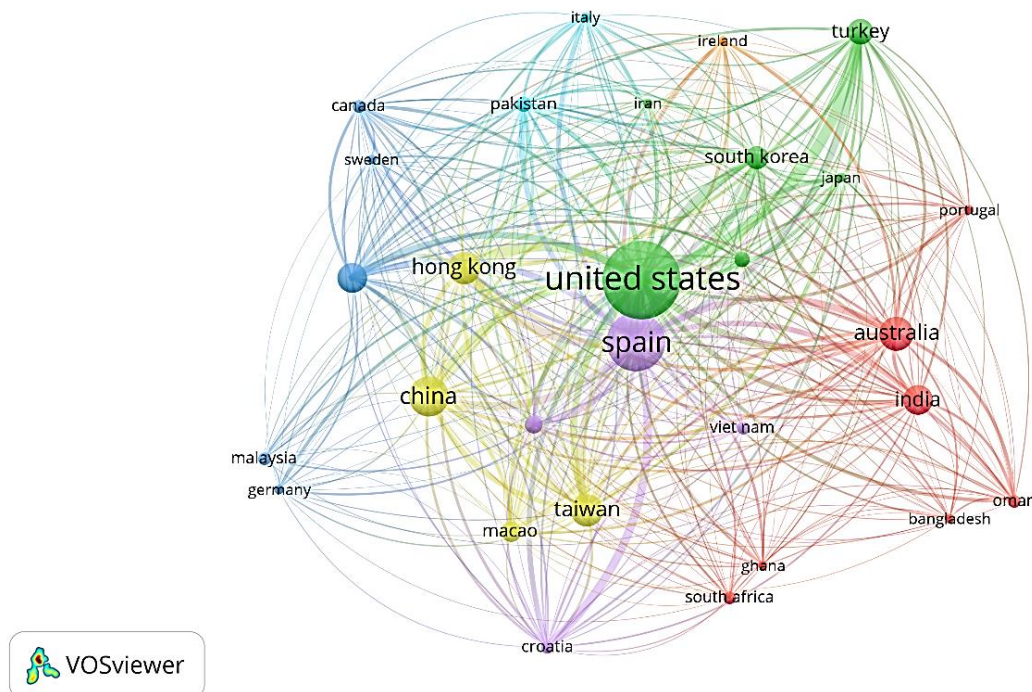 italy
turkey
ireland
canada
pakistan
iran
sweden
south korea
japan
portugal
hong kong
united states
australia
spain
china
india
viet nam
malaysia
germany
taiwan
oman
bangladesh
macao
ghana
south africa
croatia
VOSviewer